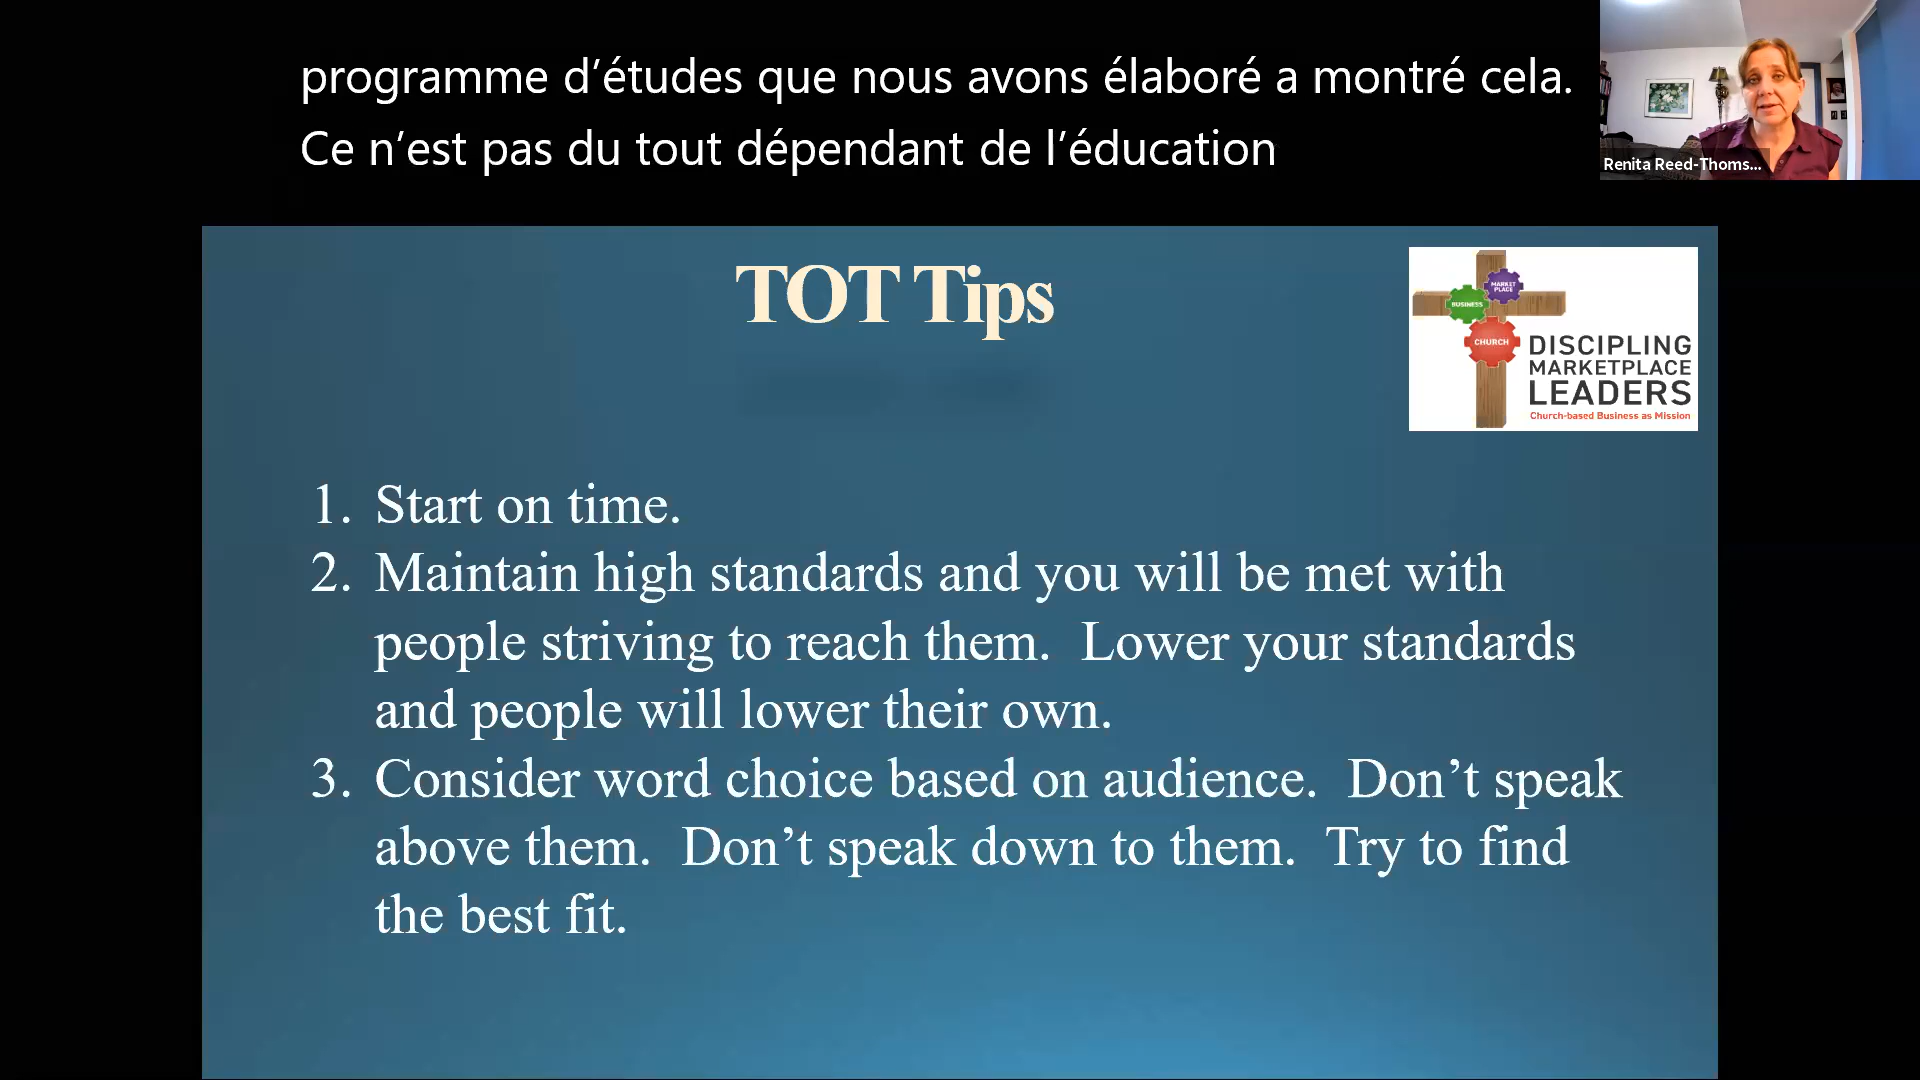 programme d’études que nous avons élaboré a montré cela.
Ce n’est pas du tout dépendant de l’éducation
Renita Reed-Thoms...
TOT Tips
MARKET
PLACE
BUSINESS
CHURCH
DISCIPLING
MARKETPLACE
LEADERS
Church-based Business as Mission
1. Start on time.
2. Maintain high standards and you will be met with
people striving to reach them. Lower your standards
and people will lower their own.
3. Consider word choice based on audience. Don’t speak
above them. Don’t speak down to them. Try to find
the best fit.